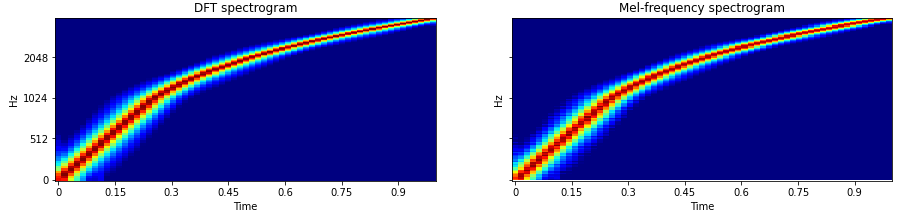 DFT spectrogram
Hz
2048
1024
512
0
0 0.15 0.3 0.45 0.6 0.75 0.9
Time
Mel-frequency spectrogram
Hz
0 0.15 0.3 0.45 0.6 0.75 0.9
Time